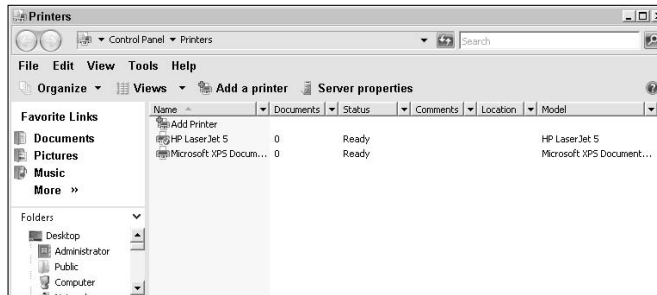 Printers
Control Panel Printers
Search
File Edit View Tools Help
Organize Views Add a printer Server properties
Favorite Links
Documents
Pictures
Music
More »
Folders
Desktop
Administrator
Public
Computer
Name Documents Status Comments Location Model
Add Printer
HP LaserJet 5 0 Ready HP LaserJet 5
Microsoft XPS Docum... 0 Ready Microsoft XPS Document...